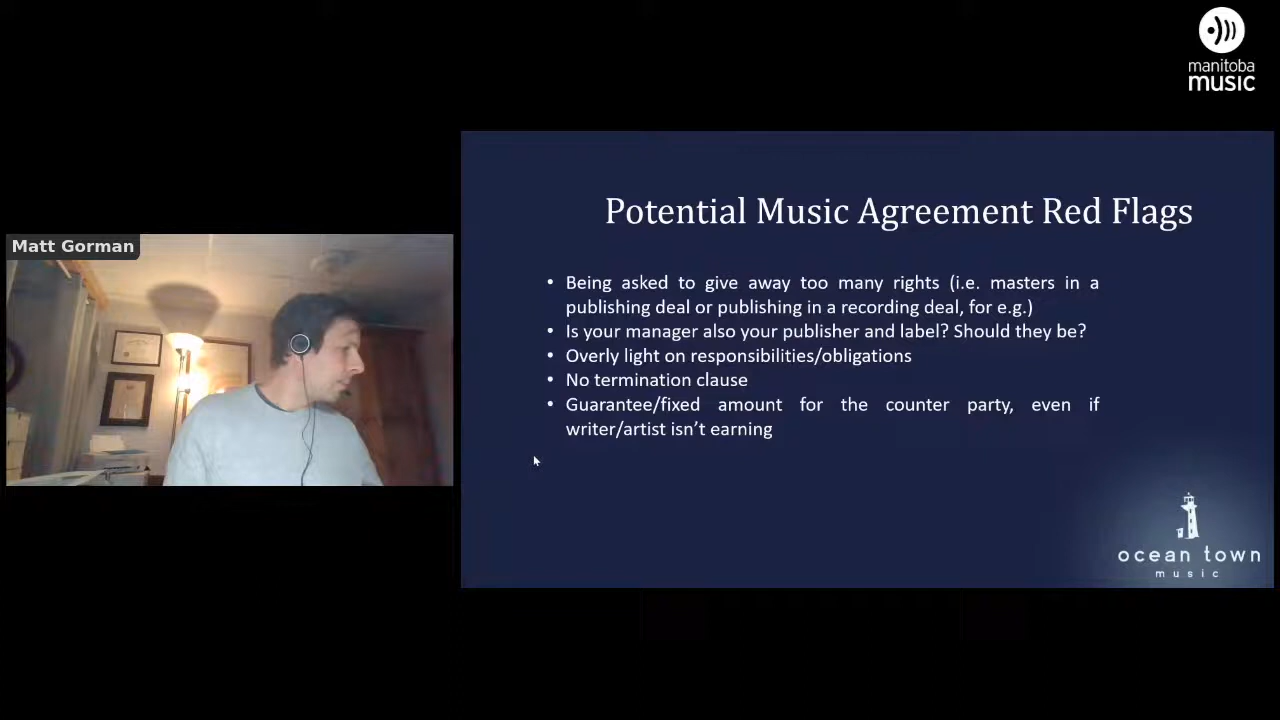 manitoba
music
Matt Gorman
Potential Music Agreement Red Flags
• Being asked to give away too many rights (i.e. masters in a
publishing deal or publishing in a recording deal, for e.g.)
• Is your manager also your publisher and label? Should they be?
• Overly light on responsibilities/obligations
• No termination clause
• Guarantee/fixed amount for the counter party, even if
writer/artist isn’t earning
ocean town
music